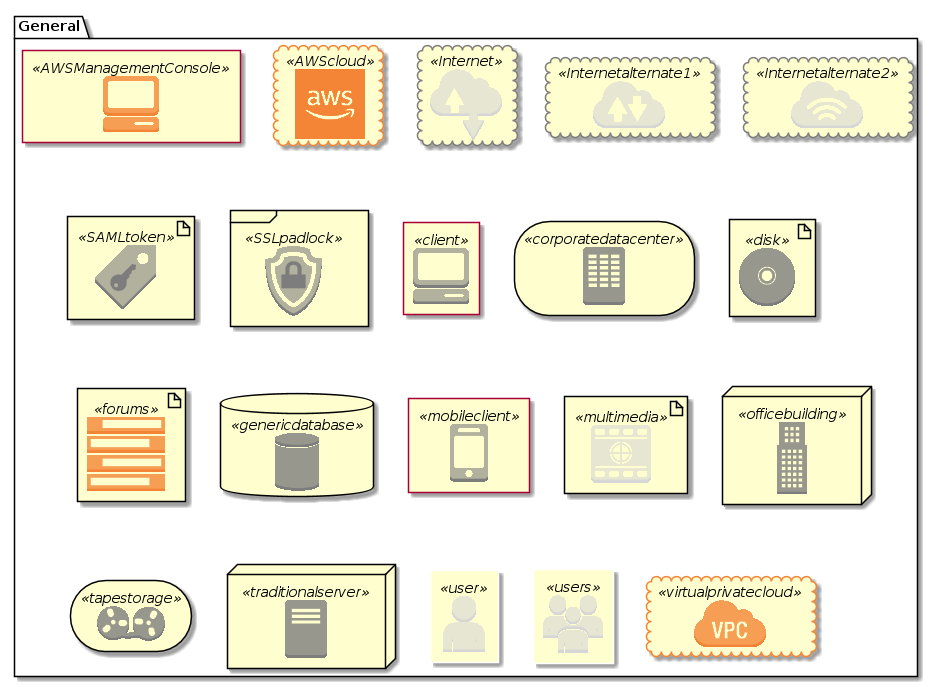 General
«AWSManagementConsole»
«AWScloud»
aws
«Internet»
«Internetalternate1»
«Internetalternate2»
«SAMLtoken»
«SSLpadlock»
«client»
«corporatedatacenter»
«disk»
«forums»
«genericdatabase»
«mobileclient»
«multimedia»
«officebuilding»
«tapestorage»
«traditionalserver»
«user»
«users»
«virtualprivatecloud»
VPC